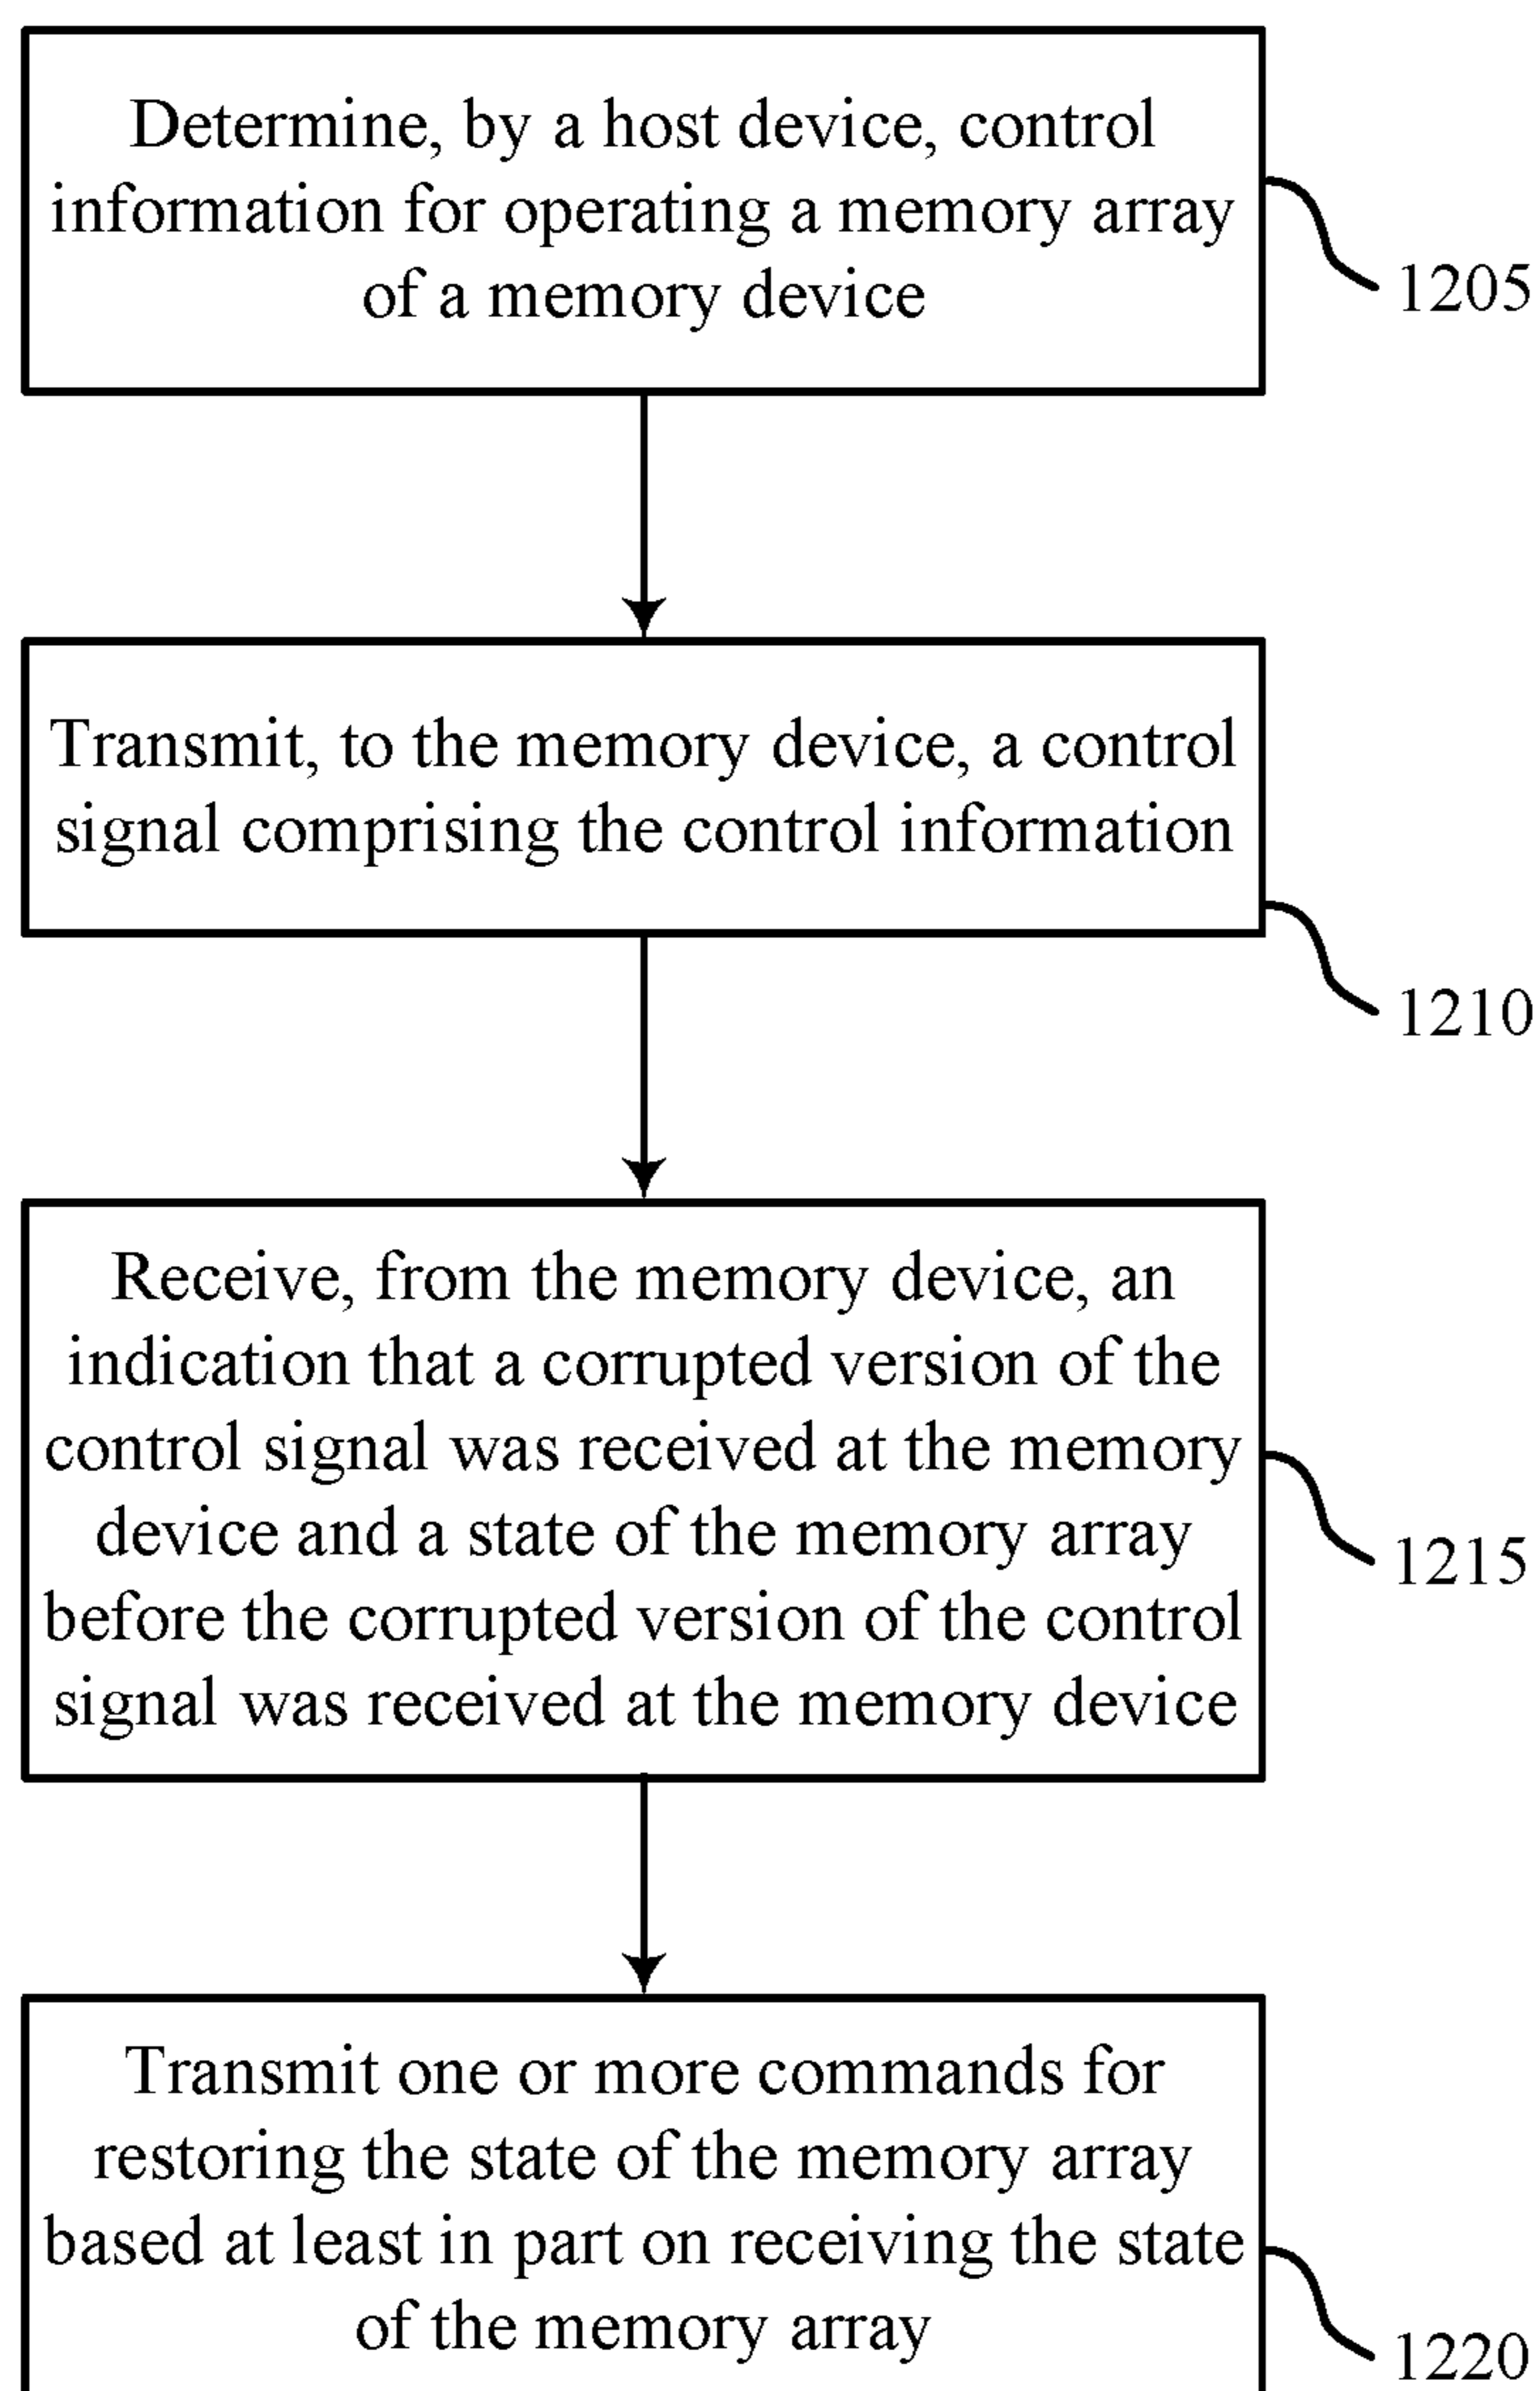 Determine, by a host device, control
information for operating a memory array
of a memory device
1205
Transmit, to the memory device, a control
signal comprising the control information
1210
Receive, from the memory device, an
indication that a corrupted version of the
control signal was received at the memory
device and a state of the memory array
before the corrupted version of the control
signal was received at the memory device
1215
Transmit one or more commands for
restoring the state of the memory array
based at least in part on receiving the state
of the memory array
1220